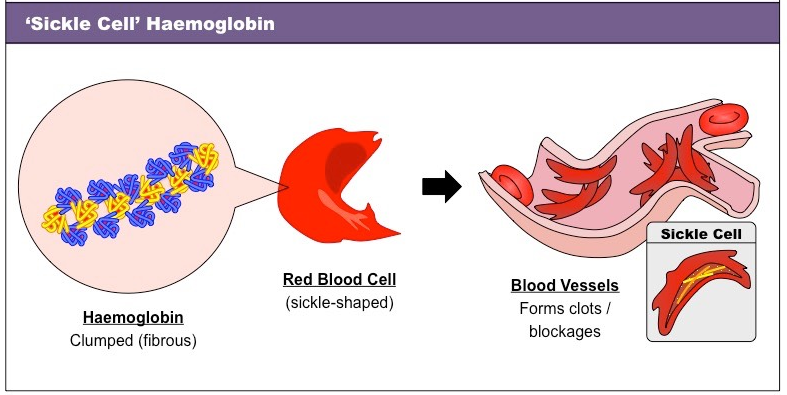 ‘Sickle Cell’ Haemoglobin
Haemoglobin
Clumped (fibrous)
Red Blood Cell
(sickle-shaped)
Blood Vessels
Forms clots /
blockages
Sickle Cell